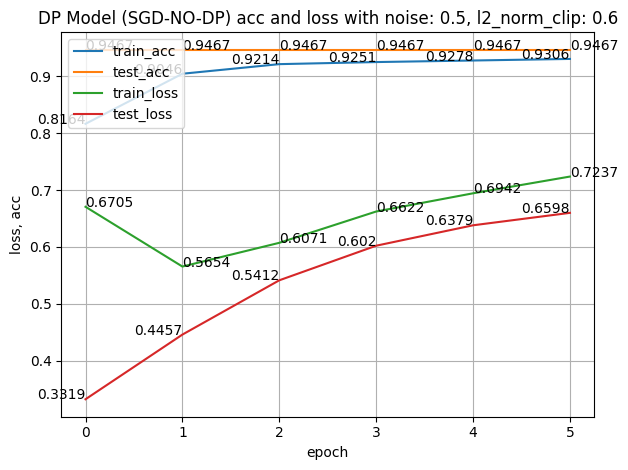 DP Model (SGD-NO-DP) acc and loss with noise: 0.5, l2_norm_clip: 0.6
0.9467 0.9467 0.9467 0.9467 0.9467 0.9467
train_acc
test_acc
train_loss
test_loss
0.8164 0.9046 0.9214 0.9251 0.9278 0.9306
0.6705 0.5654 0.6071 0.6622 0.6942 0.7237
0.3319 0.4457 0.5412 0.602 0.6379 0.6598
0.9
0.8
0.7
0.6
0.5
0.4
loss, acc
0 1 2 3 4 5
epoch